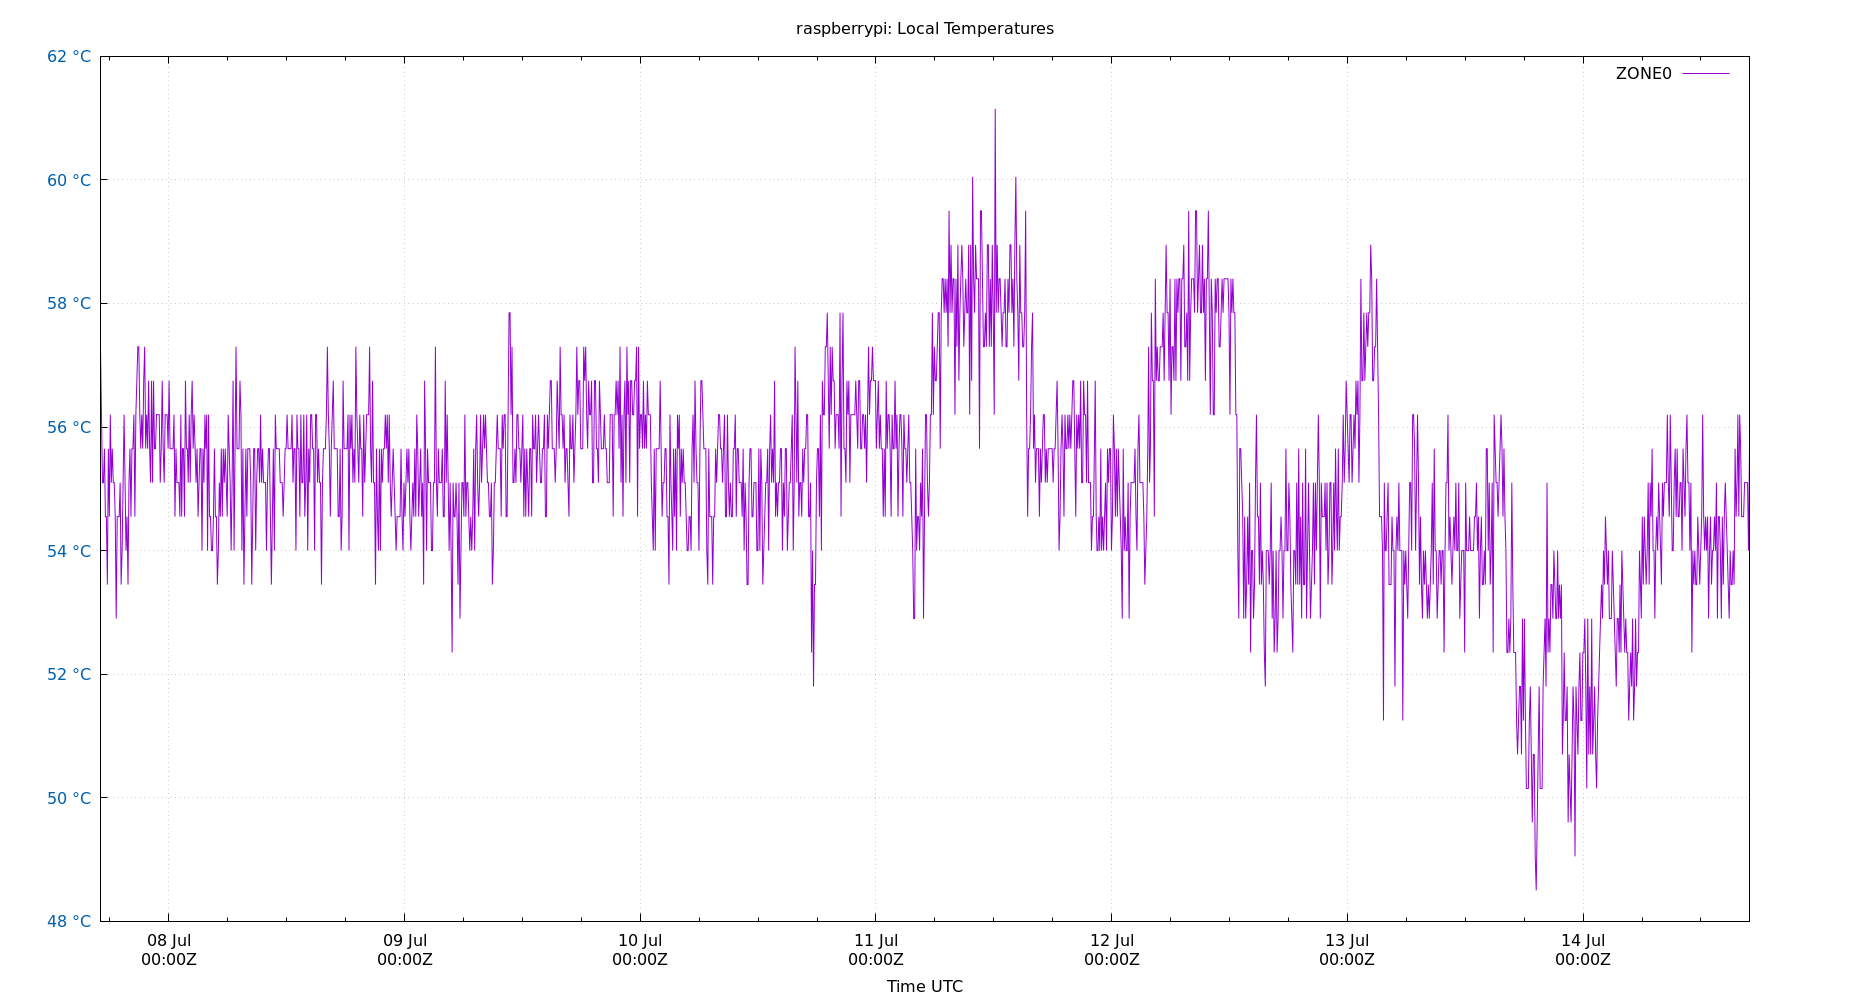 raspberrypi: Local Temperatures
62 °C
ZONE0
60 °C
58 °C
56 °C
54 °C
52 °C
50 °C
48 °C
08 Jul 09 Jul 10 Jul 11 Jul 12 Jul 13 Jul 14 Jul
00:00Z 00:00Z 00:00Z 00:00Z 00:00Z 00:00Z 00:00Z
Time UTC